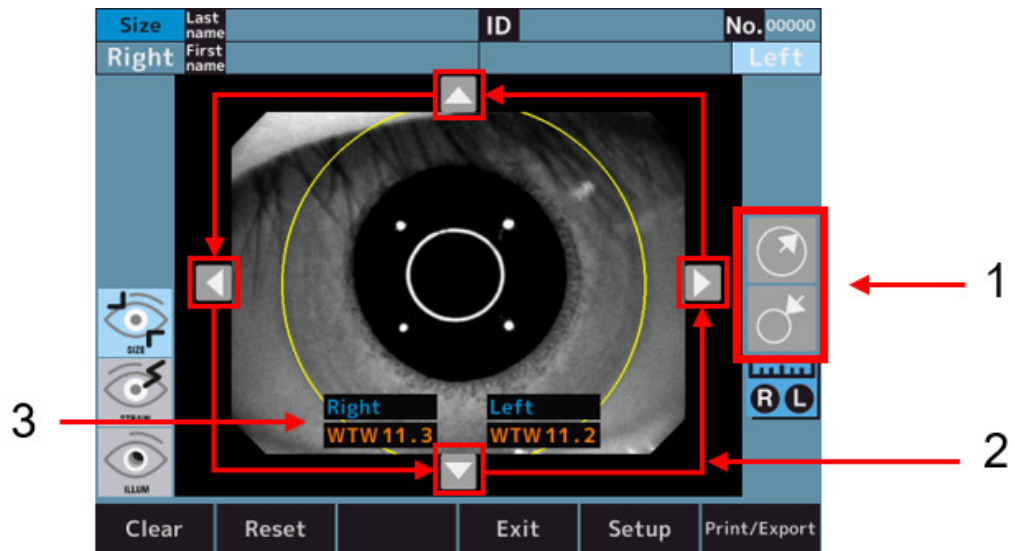 Size Last name ID No. 00000
Right First name Left
1
SIZE
R L
STRAIN
Right Left
3
WTW 11.3 WTW 11.2
2
ILLUM
Clear Reset Exit Setup Print/Export